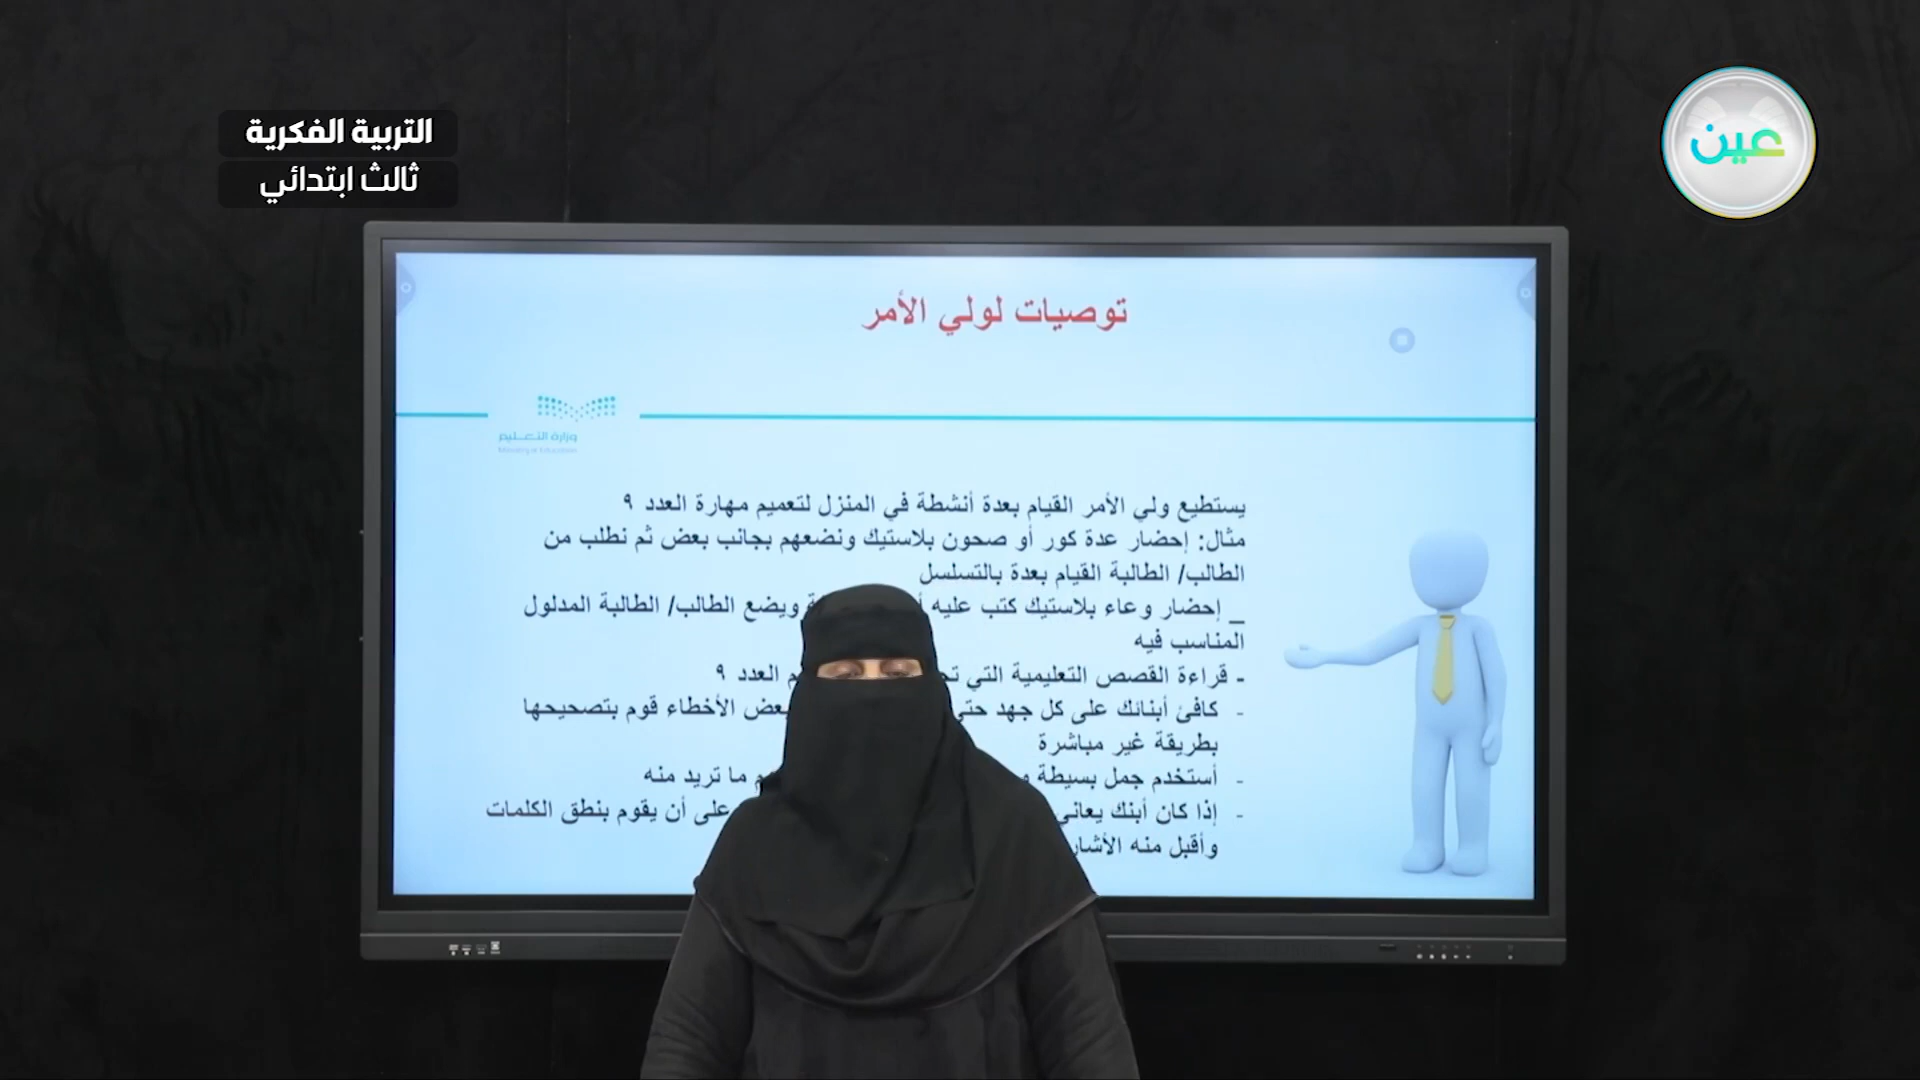 التربية الفكرية
ثالث ابتدائي
عين
توصيات لولي الأمر
وزارة التعليم
Ministry of Education
يستطيع ولي الأمر القيام بعدة أنشطة في المنزل لتعميم مهارة العدد ٩
مثال: إحضار عدة كور أو صحون بلاستيك ونضعهم بجانب بعض ثم نطلب من
الطالب/ الطالبة القيام بعدة بالتسلسل
_ إحضار وعاء بلاستيك كتب عليه ويضع الطالب/ الطالبة المدلول
المناسب فيه
- قراءة القصص التعليمية التي العدد ٩
- كافئ أبنائك على كل جهد حتى بعض الأخطاء قوم بتصحيحها
بطريقة غير مباشرة
- أستخدم جمل بسيطة ما تريد منه
- إذا كان أبنك يعاني على أن يقوم بنطق الكلمات
وأقبل منه